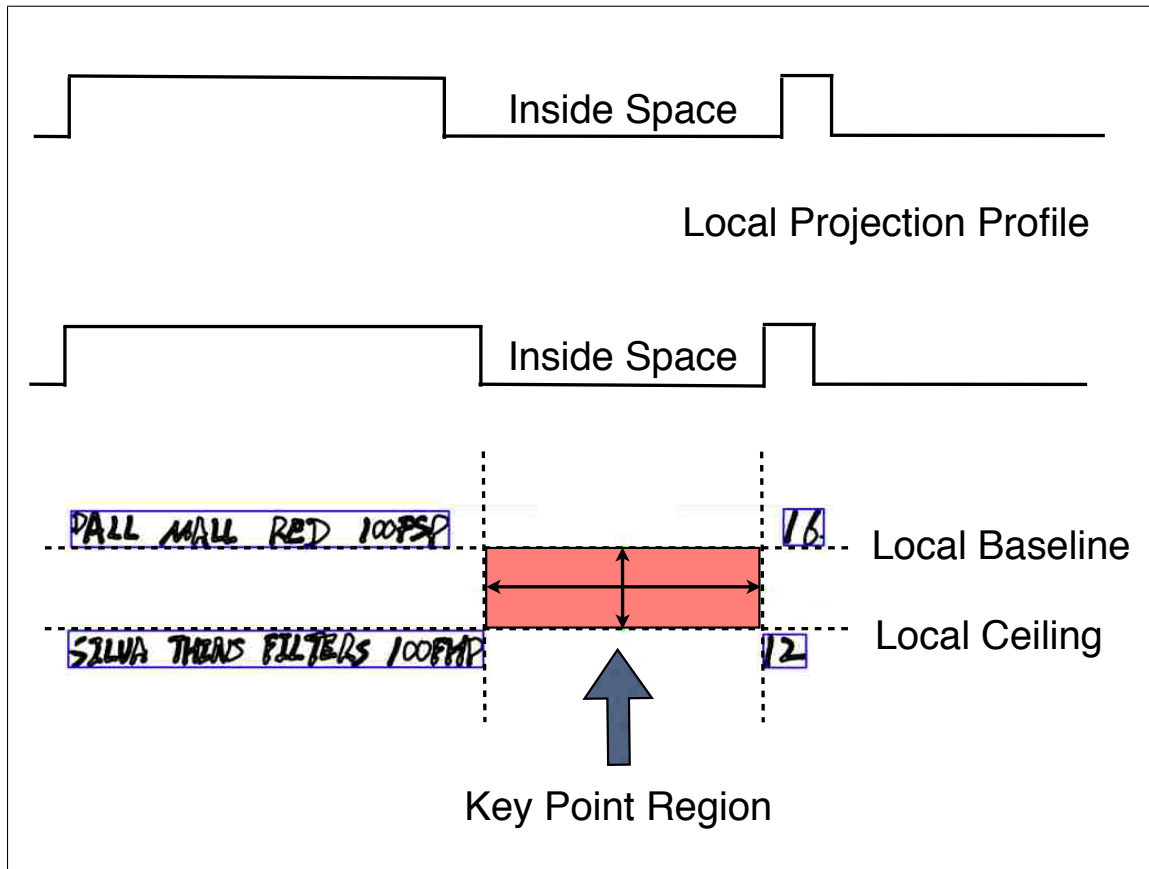 Inside Space
Local Projection Profile
Inside Space
PALL MALL RED 100FSP 16.
Local Baseline
Local Ceiling
SILVA THINS FILTERS 100FMP 12
Key Point Region